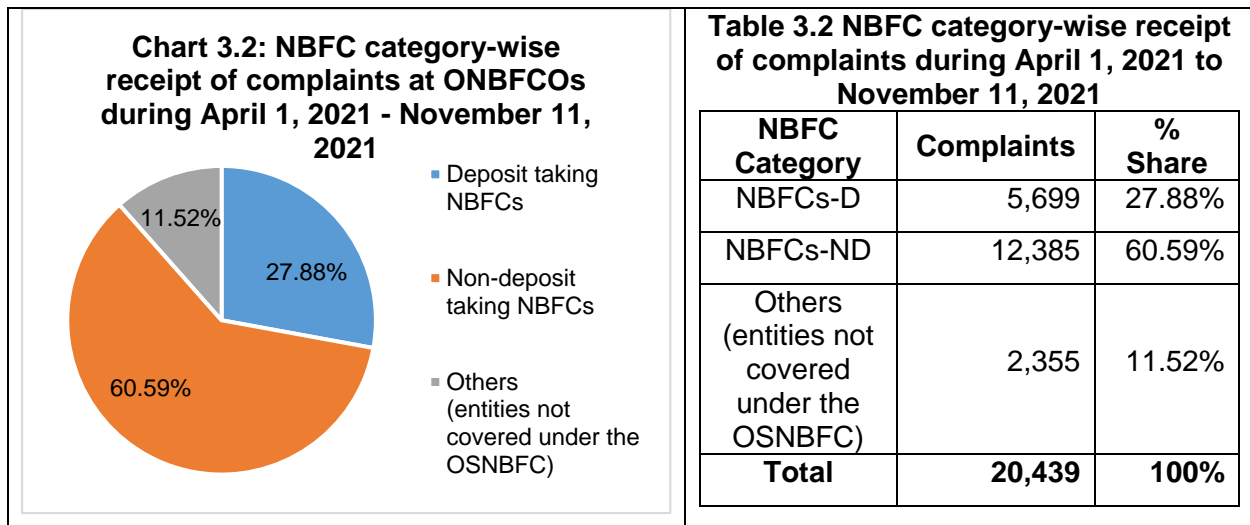 Chart 3.2: NBFC category-wise
receipt of complaints at ONBFCOs
during April 1, 2021 - November 11,
2021
11.52%
27.88%
60.59%
Deposit taking
NBFCs
Non-deposit
taking NBFCs
Others
(entities not
covered under the
OSNBFC)
Table 3.2 NBFC category-wise receipt
of complaints during April 1, 2021 to
November 11, 2021
NBFC
Category
Complaints
%
Share
NBFCs-D 5,699 27.88%
NBFCs-ND 12,385 60.59%
Others
(entities not
covered
under the
OSNBFC)
2,355 11.52%
Total 20,439 100%